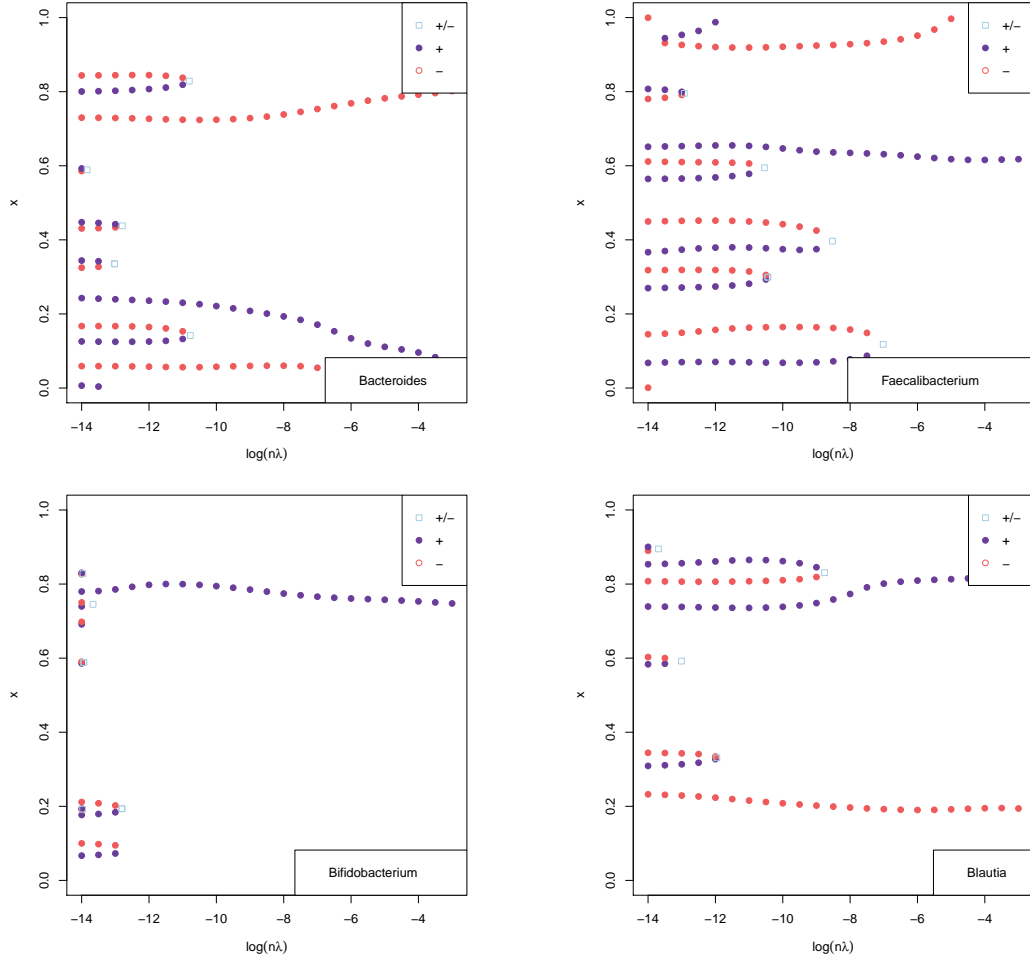 +/−
+
−
Bacteroides
x
0.0 0.2 0.4 0.6 0.8 1.0
−14 −12 −10 −8 −6 −4
log(nλ)
+/−
+
−
Faecalibacterium
x
0.0 0.2 0.4 0.6 0.8 1.0
−14 −12 −10 −8 −6 −4
log(nλ)
+/−
+
−
Bifidobacterium
x
0.0 0.2 0.4 0.6 0.8 1.0
−14 −12 −10 −8 −6 −4
log(nλ)
+/−
+
−
Blautia
x
0.0 0.2 0.4 0.6 0.8 1.0
−14 −12 −10 −8 −6 −4
log(nλ)